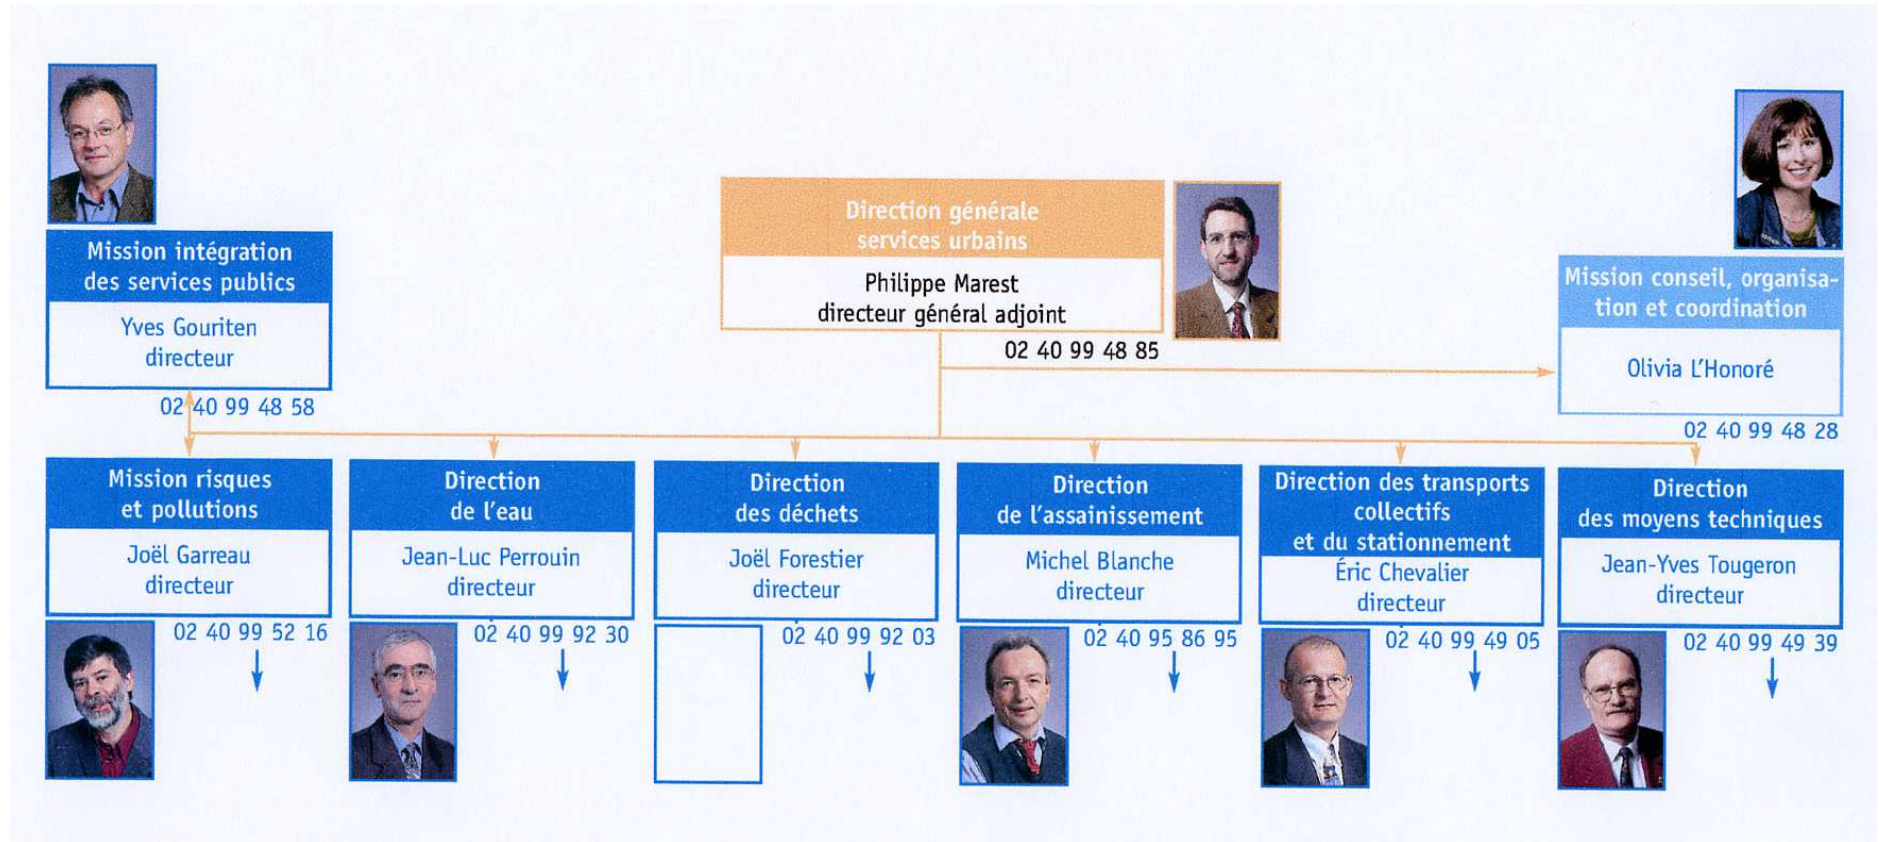 Mission intégration
des services publics
Yves Gouriten
directeur
02 40 99 48 58
Direction générale
services urbains
Philippe Marest
directeur général adjoint
02 40 99 48 85
Mission conseil, organisa-
tion et coordination
Olivia L'Honoré
02 40 99 48 28
Mission risques
et pollutions
Joël Garreau
directeur
02 40 99 52 16
Direction
de l'eau
Jean-Luc Perrouin
directeur
02 40 99 92 30
Direction
des déchets
Joël Forestier
directeur
02 40 99 92 03
Direction
de l'assainissement
Michel Blanche
directeur
02 40 95 86 95
Direction des transports
collectifs
et du stationnement
Éric Chevalier
directeur
02 40 99 49 05
Direction
des moyens techniques
Jean-Yves Tougeron
directeur
02 40 99 49 39